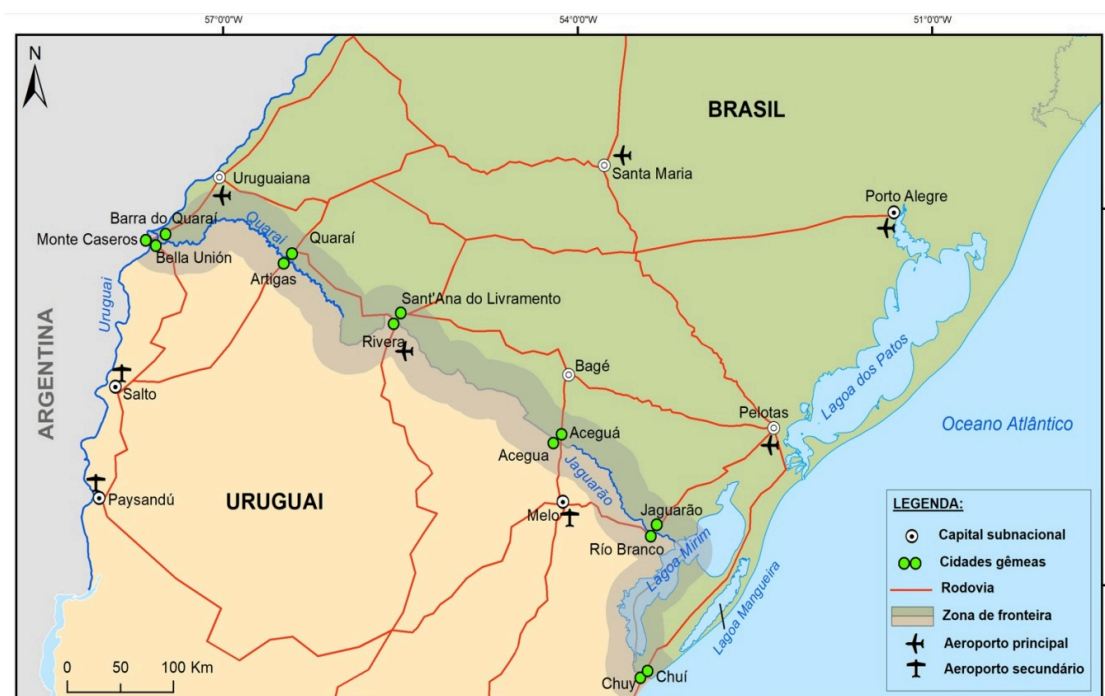 57°0'0"W
54°0'0"W
51°0'0"W
N
BRASIL
Uruguaiana
Santa Maria
Porto Alegre
Barra do Quaraí
Quaraí
Quaraí
Monte Caseros
Bella Unión
Artigas
Uruguai
Sant'Ana do Livramento
Rivera
ARGENTINA
Salto
Bagé
Lagoa dos Patos
Pelotas
Oceano Atlântico
Aceguá
Acegua
Jaguarão
Paysandú
URUGUAI
Melo
Jaguarão
Río Branco
Lagoa Mirim
Lagoa Mangueira
Chuy
Chuí
0 50 100 Km
LEGENDA:
Capital subnacional
Cidades gêmeas
Rodovia
Zona de fronteira
Aeroporto principal
Aeroporto secundário